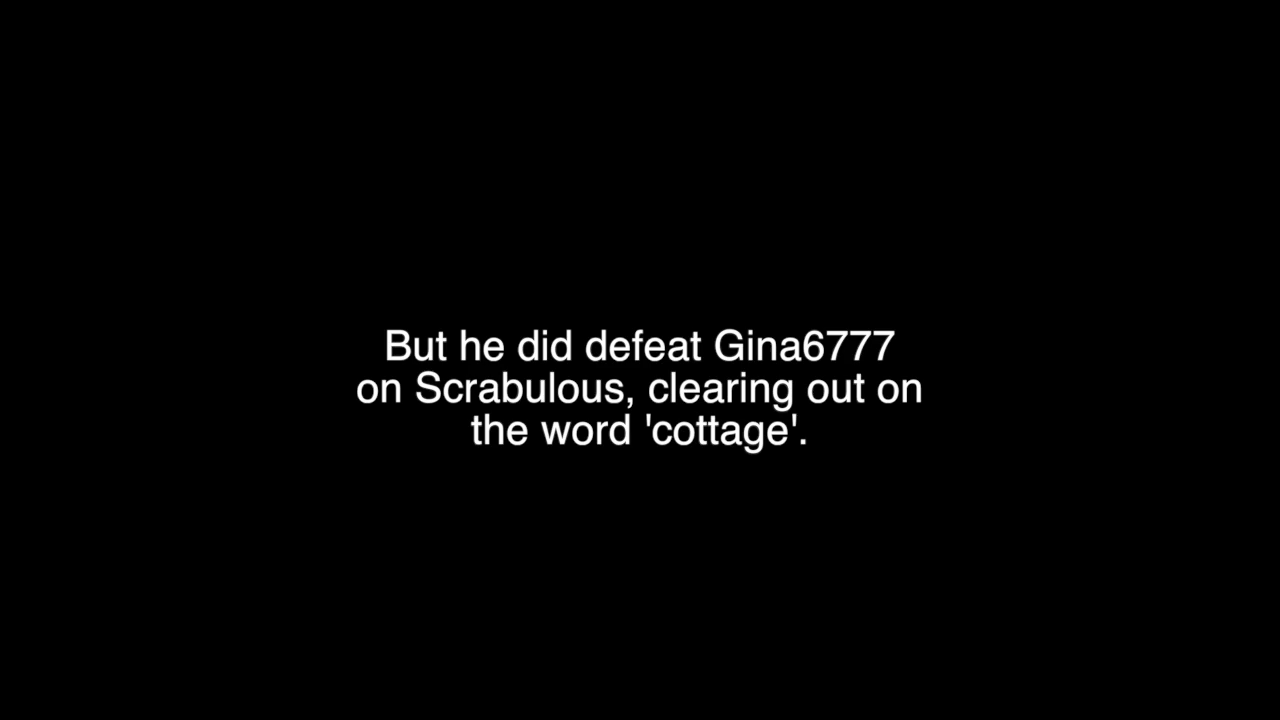 But he did defeat Gina6777
on Scrabulous, clearing out on
the word 'cottage'.